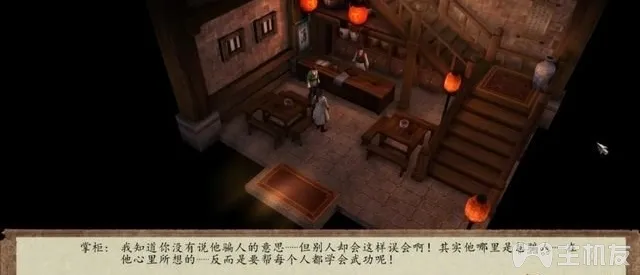 掌柜： 我知道你没有说他骗人的意思……但别人却会这样误会啊！其实他哪里是
他心里所想的……反而是要帮每个人都学会武功呢！
主机友